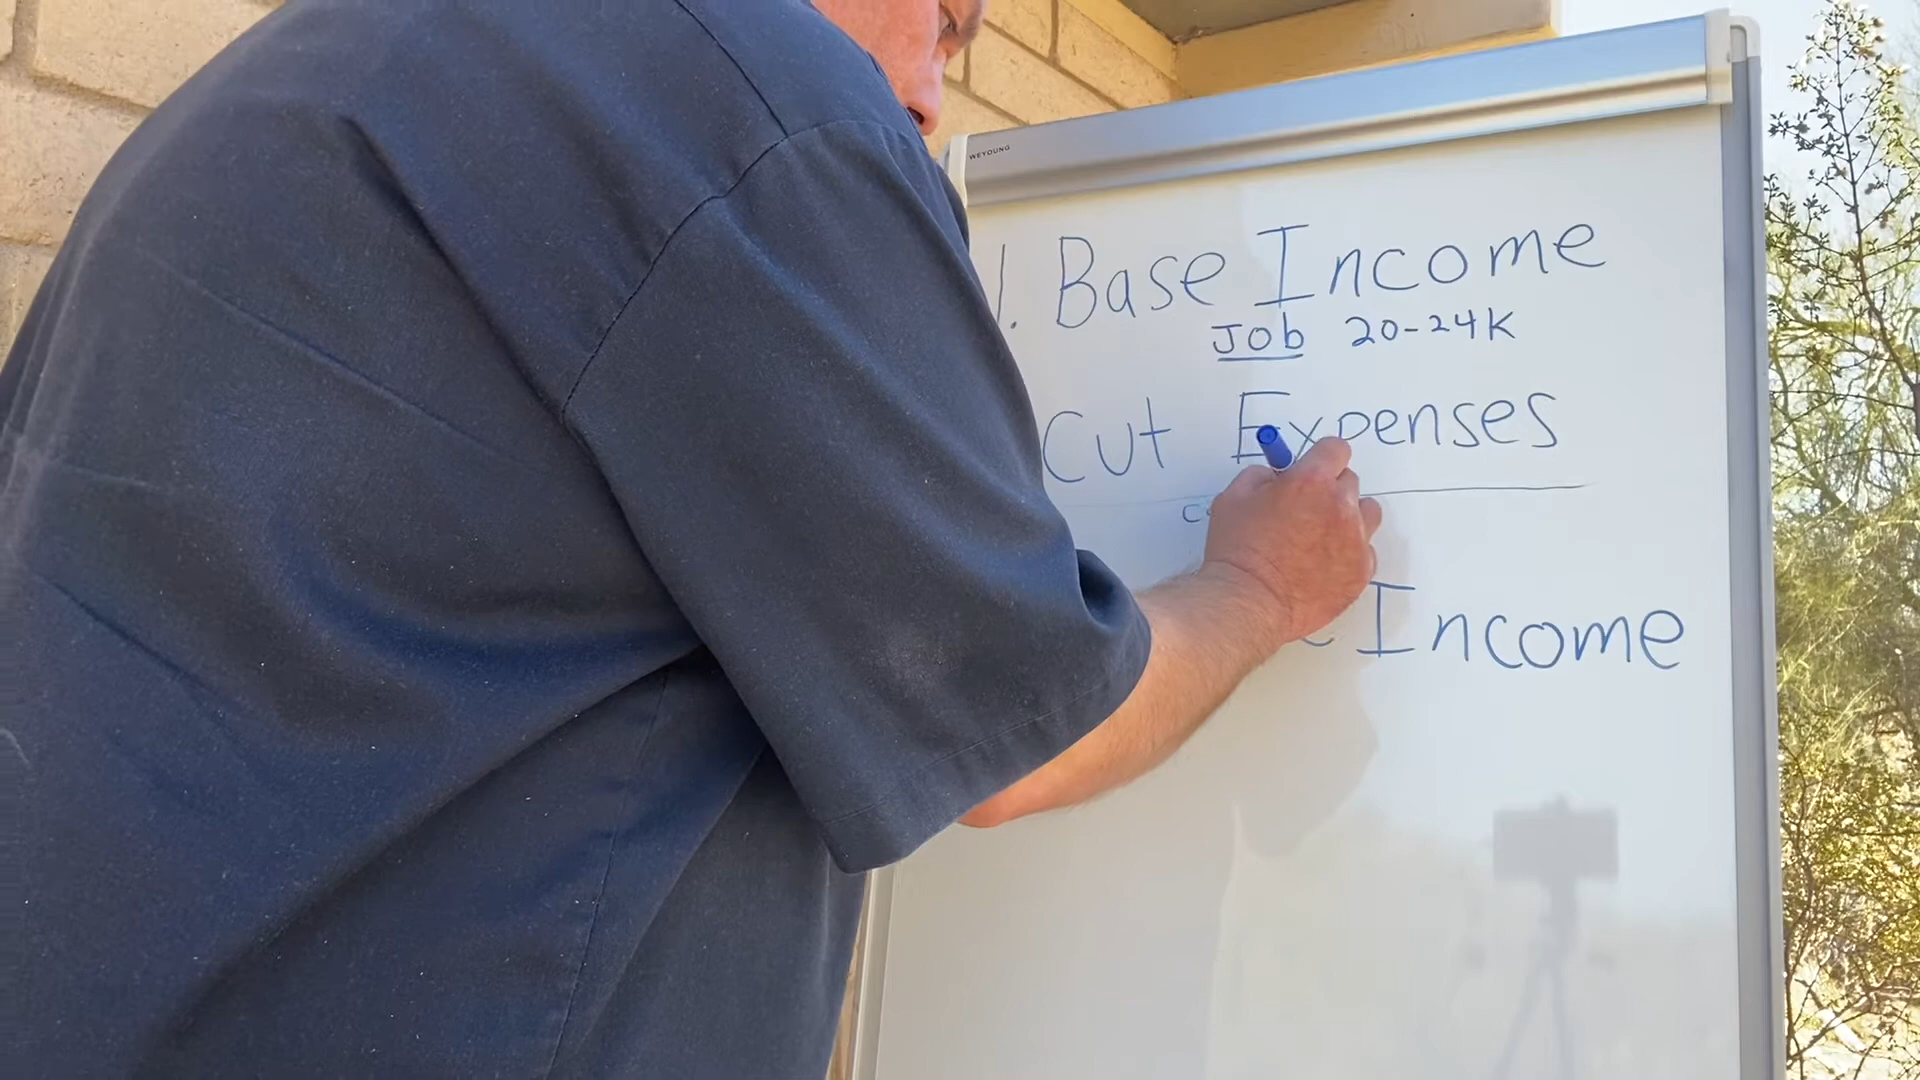 WEYOUNG
1. Base Income
Job 20-24K
Cut Expenses
Income